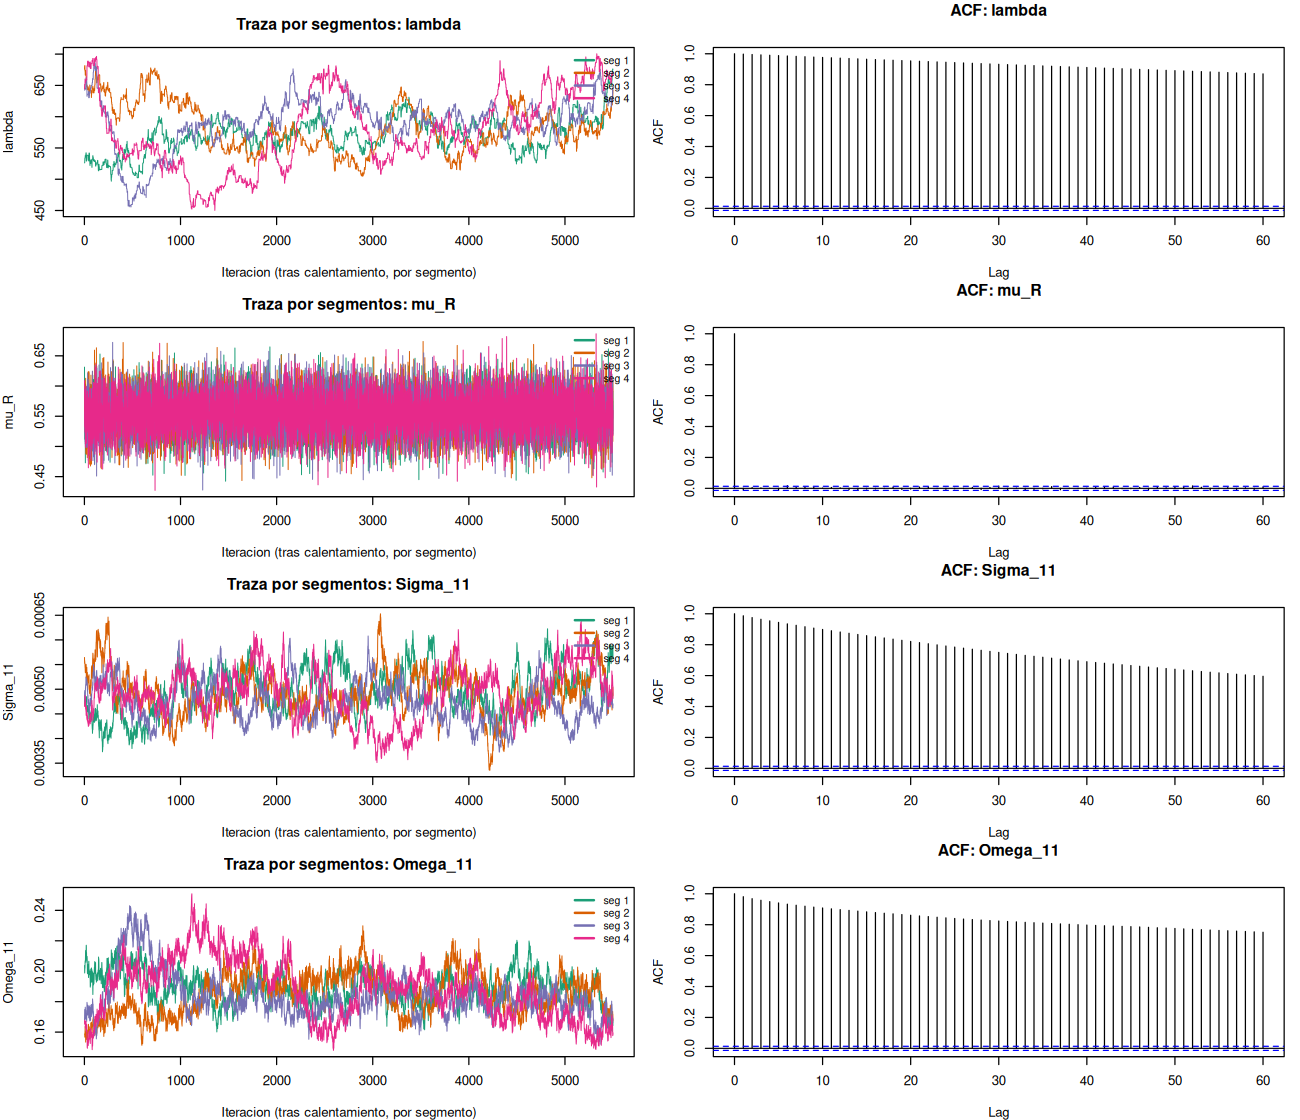 Traza por segmentos: lambda
lambda
450 550 650
seg 1
seg 2
seg 3
seg 4
0 1000 2000 3000 4000 5000
Iteracion (tras calentamiento, por segmento)
ACF: lambda
ACF
0.0 0.2 0.4 0.6 0.8 1.0
0 10 20 30 40 50 60
Lag
Traza por segmentos: mu_R
mu_R
0.45 0.55 0.65
seg 1
seg 2
seg 3
seg 4
0 1000 2000 3000 4000 5000
Iteracion (tras calentamiento, por segmento)
ACF: mu_R
ACF
0.0 0.2 0.4 0.6 0.8 1.0
0 10 20 30 40 50 60
Lag
Traza por segmentos: Sigma_11
Sigma_11
0.00035 0.00050 0.00065
seg 1
seg 2
seg 3
seg 4
0 1000 2000 3000 4000 5000
Iteracion (tras calentamiento, por segmento)
ACF: Sigma_11
ACF
0.0 0.2 0.4 0.6 0.8 1.0
0 10 20 30 40 50 60
Lag
Traza por segmentos: Omega_11
Omega_11
0.16 0.20 0.24
seg 1
seg 2
seg 3
seg 4
0 1000 2000 3000 4000 5000
Iteracion (tras calentamiento, por segmento)
ACF: Omega_11
ACF
0.0 0.2 0.4 0.6 0.8 1.0
0 10 20 30 40 50 60
Lag